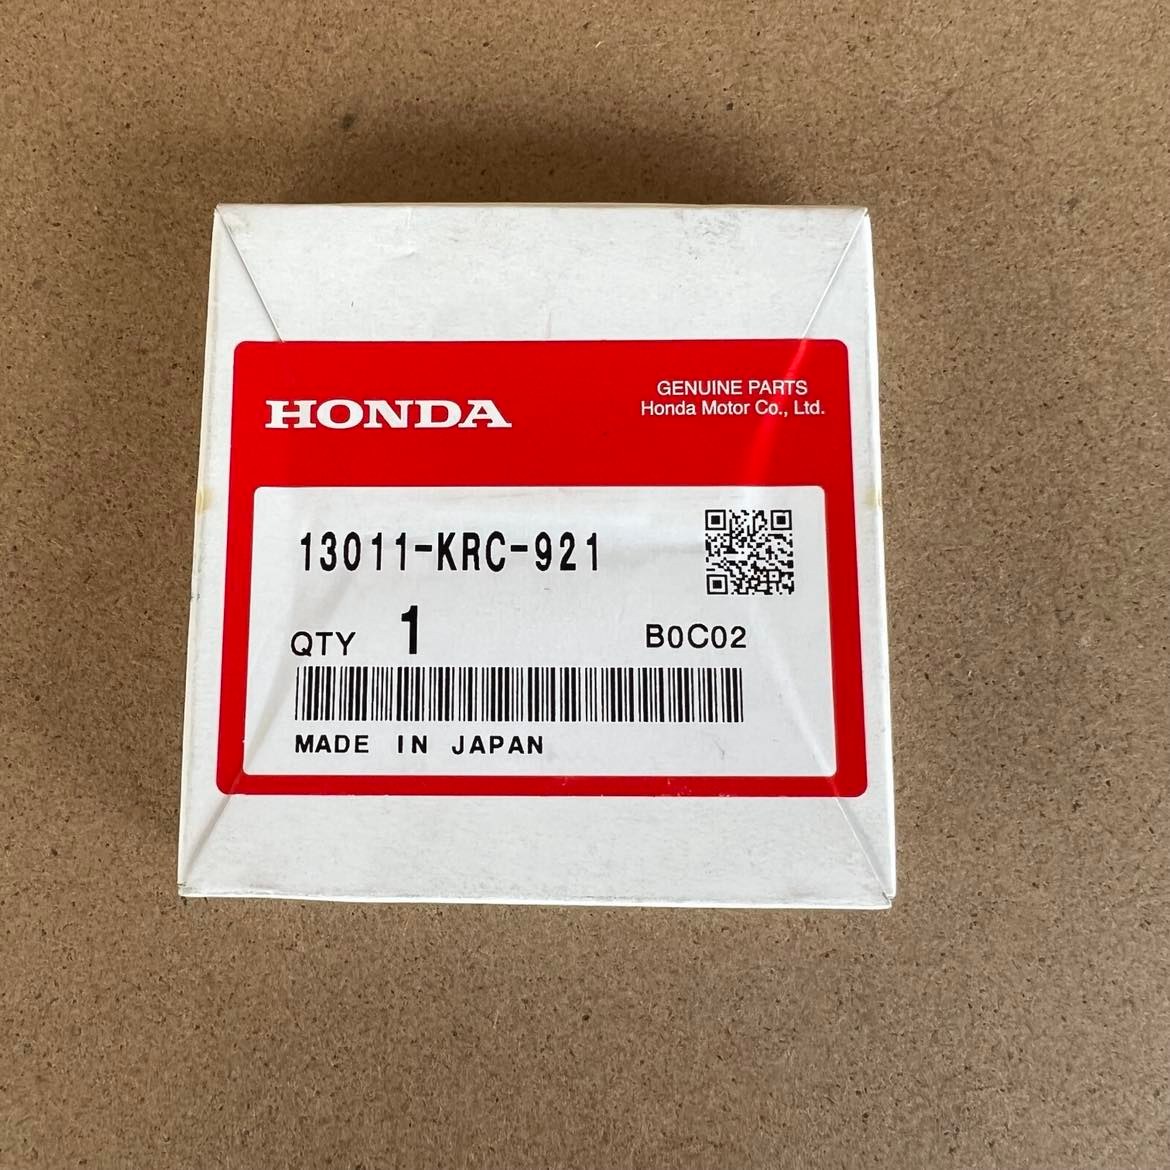 HONDA
GENUINE PARTS
Honda Motor Co., Ltd.
13011-KRC-921
QTY 1 B0C02
MADE IN JAPAN